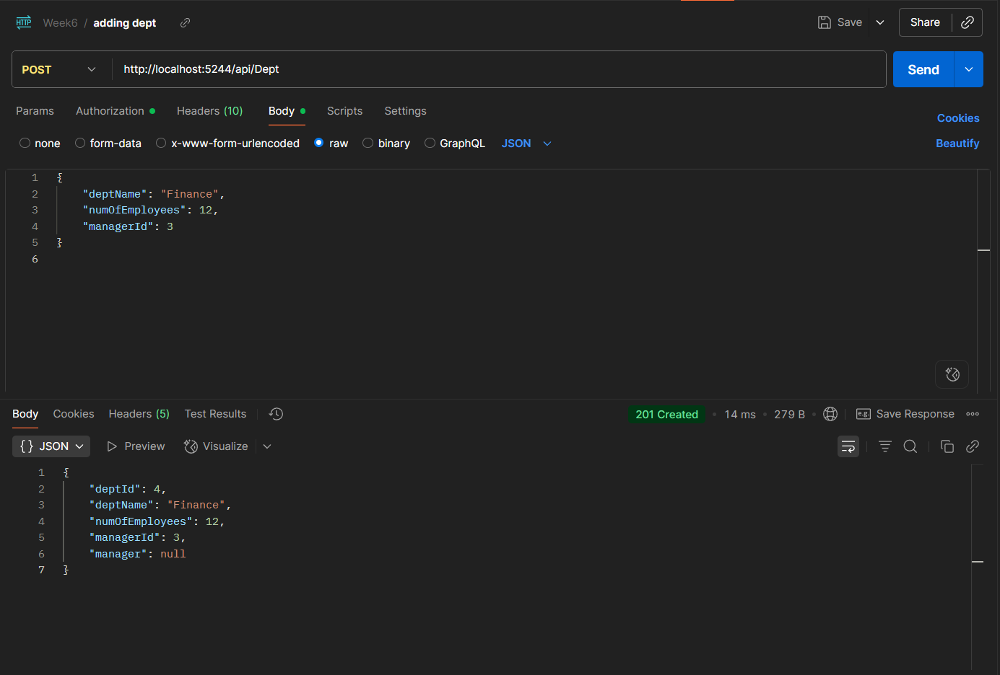 HTTP Week6 / adding dept Save Share
POST http://localhost:5244/api/Dept Send
Params Authorization Headers (10) Body Scripts Settings Cookies
none form-data x-www-form-urlencoded raw binary GraphQL JSON Beautify
1 {
2 "deptName": "Finance",
3 "numOfEmployees": 12,
4 "managerId": 3
5 }
6
Body Cookies Headers (5) Test Results 201 Created • 14 ms • 279 B • e.g. Save Response
{} JSON Preview Visualize
1 {
2 "deptId": 4,
3 "deptName": "Finance",
4 "numOfEmployees": 12,
5 "managerId": 3,
6 "manager": null
7 }